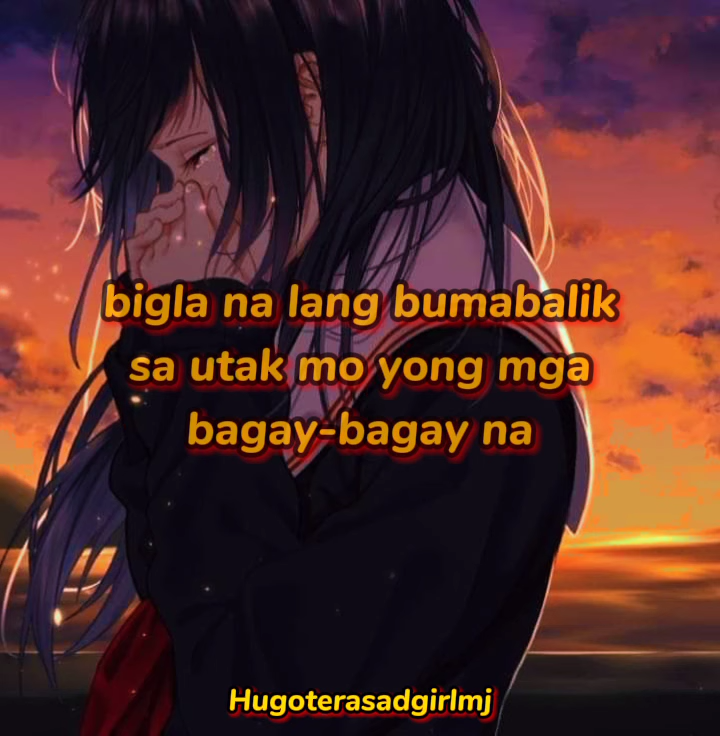 bigla na lang bumabalik
sa utak mo yong mga
bagay-bagay na
Hugoterasadgirlmj